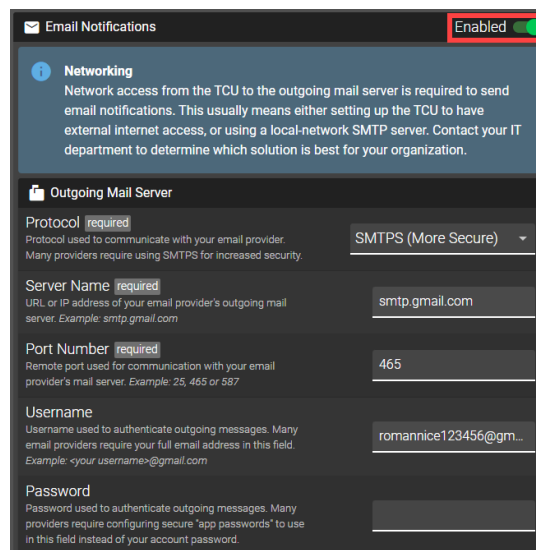 Email Notifications
Enabled
Networking
Network access from the TCU to the outgoing mail server is required to send
email notifications. This usually means either setting up the TCU to have
external internet access, or using a local-network SMTP server. Contact your IT
department to determine which solution is best for your organization.
Outgoing Mail Server
Protocol required
Protocol used to communicate with your email provider.
Many providers require using SMTPS for increased security.
SMTPS (More Secure)
Server Name required
URL or IP address of your email provider's outgoing mail
server. Example: smtp.gmail.com
smtp.gmail.com
Port Number required
Remote port used for communication with your email
provider's mail server. Example: 25, 465 or 587
465
Username
Username used to authenticate outgoing messages. Many
email providers require your full email address in this field.
Example: <your username>@gmail.com
romannice123456@gm...
Password
Password used to authenticate outgoing messages. Many
providers require configuring secure "app passwords" to use
in this field instead of your account password.